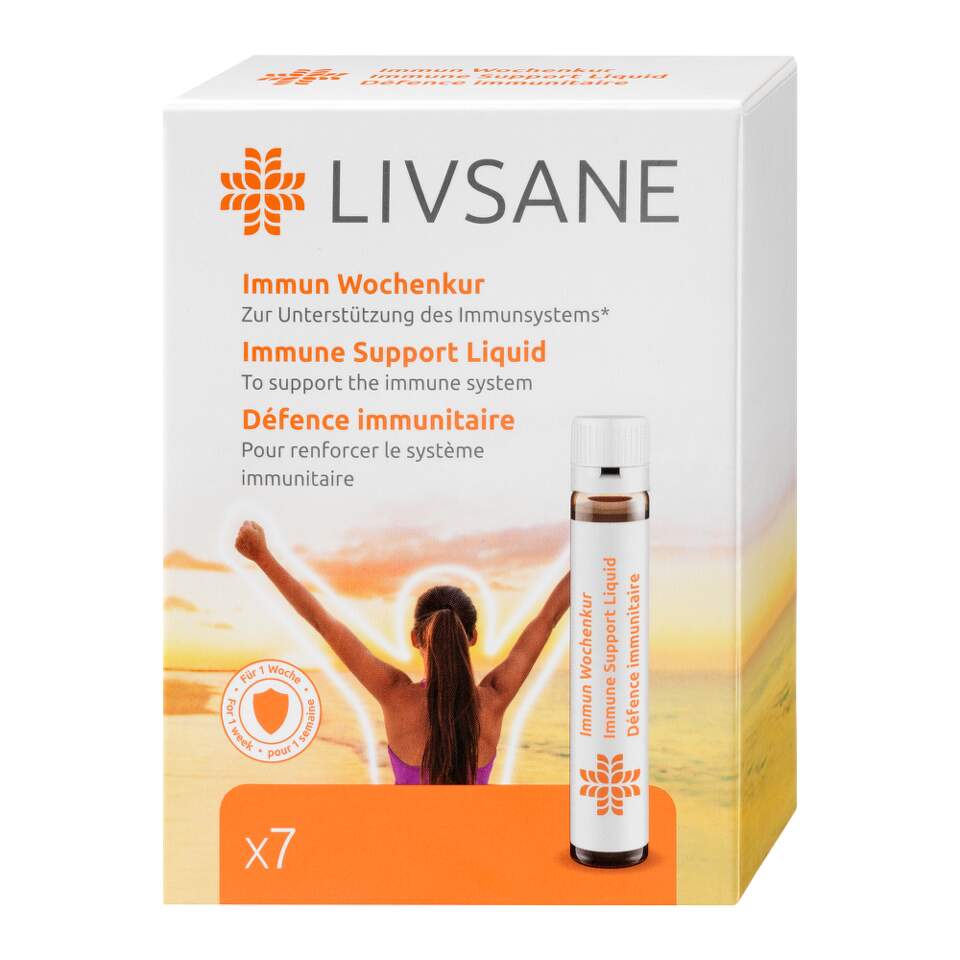 Immun Wochenkur
Immune Support Liquid
Défence immunitaire
LIVSANE
Immun Wochenkur
Zur Unterstützung des Immunsystems*
Immune Support Liquid
To support the immune system
Défence immunitaire
Pour renforcer le système
immunitaire
Immun Wochenkur
Immune Support Liquid
Défence immunitaire
• Für 1 Woche •
For 1 week • pour 1 semaine
x7